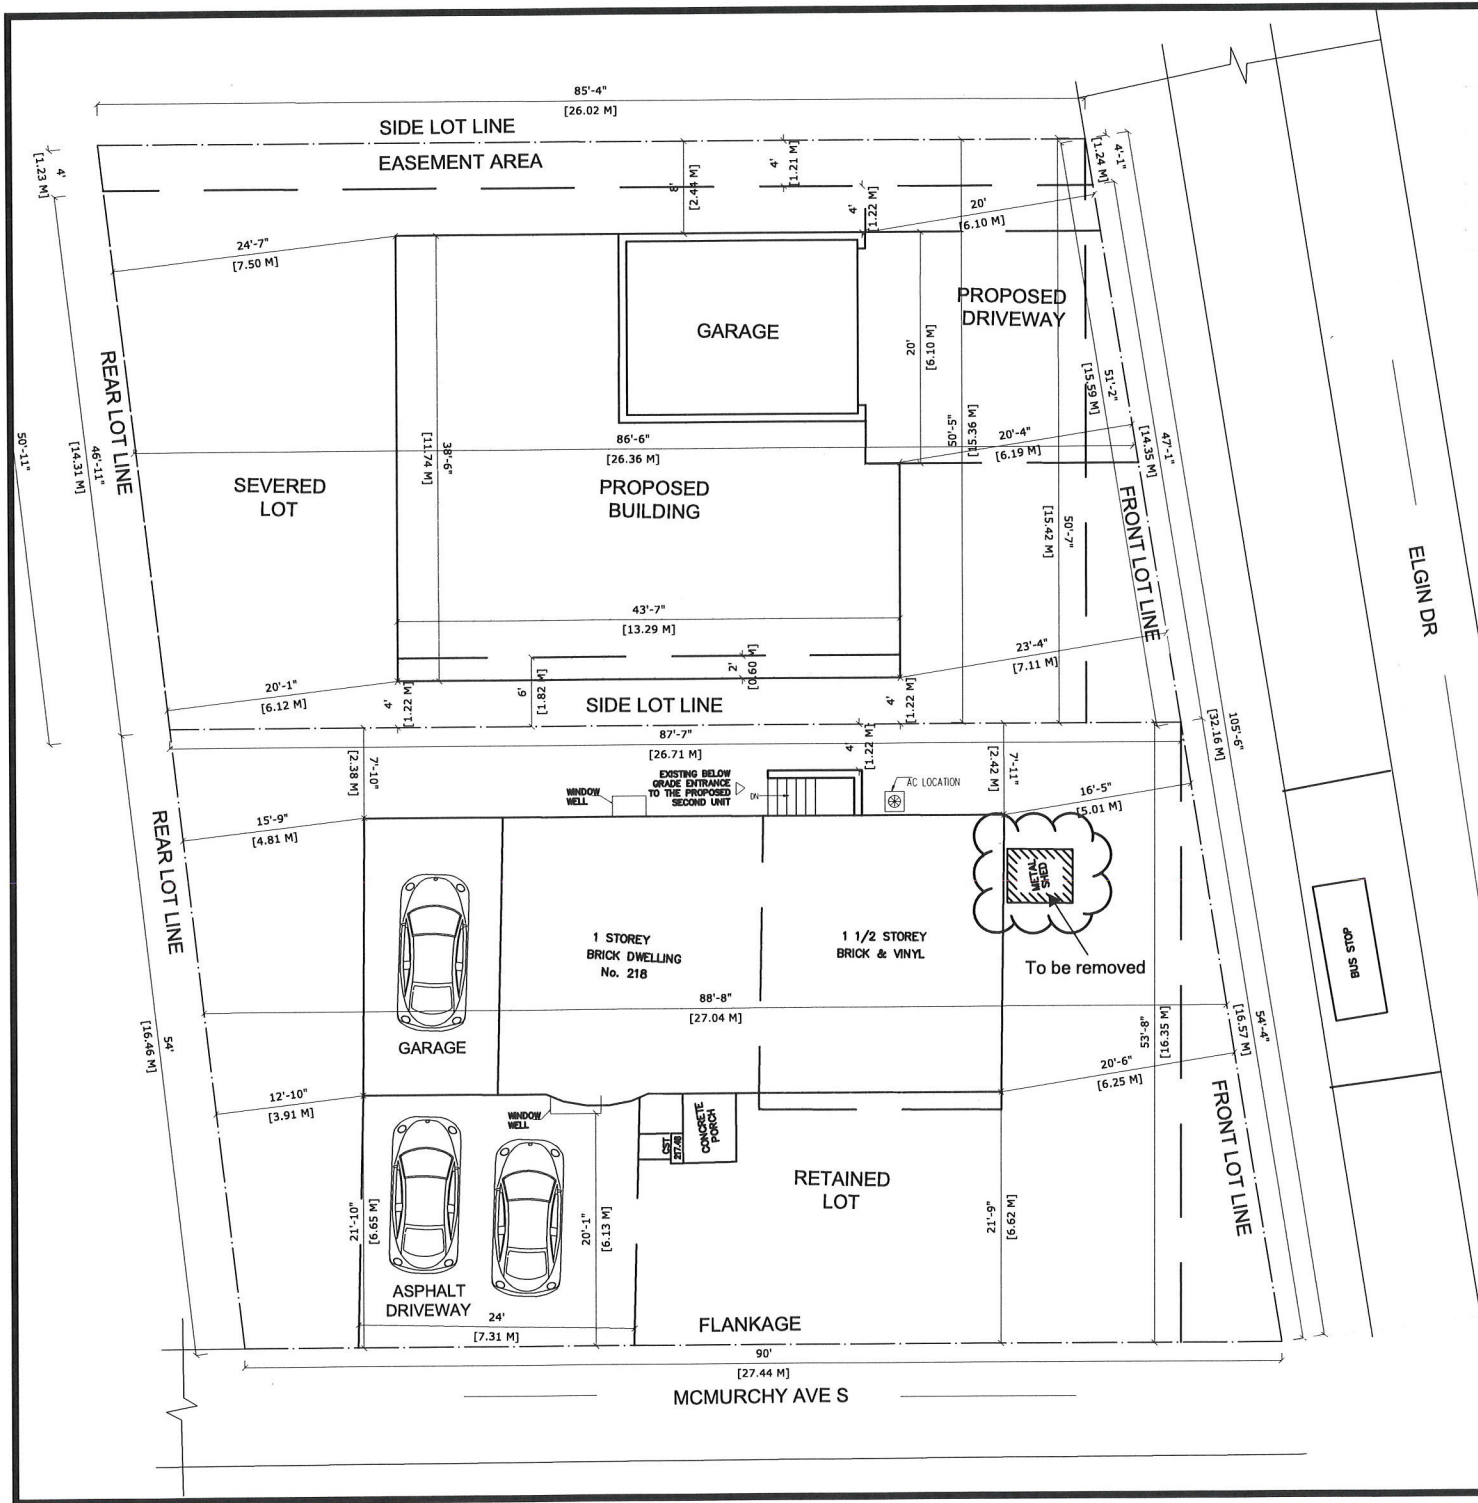 85'-4"
[26.02 M]
SIDE LOT LINE
EASEMENT AREA
4'
[1.23 M]
8'
[2.44 M]
4'
[1.21 M]
4'
[1.22 M]
4'-1"
[1.24 M]
20'
[6.10 M]
24'-7"
[7.50 M]
GARAGE
PROPOSED
DRIVEWAY
20'
[6.10 M]
REAR LOT LINE
50'-11"
46'-11"
[14.31 M]
38'-6"
[11.74 M]
86'-6"
[26.36 M]
50'-5"
[15.36 M]
20'-4"
[6.19 M]
51'-2"
[15.59 M]
47'-1"
[14.35 M]
SEVERED
LOT
PROPOSED
BUILDING
50'-7"
[15.42 M]
FRONT LOT LINE
ELGIN DR
43'-7"
[13.29 M]
23'-4"
[7.11 M]
2'
[0.60 M]
6'
[1.82 M]
20'-1"
[6.12 M]
4'
[1.22 M]
SIDE LOT LINE
4'
[1.22 M]
105'-6"
[32.16 M]
87'-7"
[26.71 M]
4'
[1.22 M]
7'-10"
[2.38 M]
7'-11"
[2.42 M]
EXISTING BELOW
GRADE ENTRANCE
TO THE PROPOSED
SECOND UNIT
DN
AC LOCATION
WINDOW
WELL
16'-5"
[5.01 M]
REAR LOT LINE
15'-9"
[4.81 M]
METAL
SHED
To be removed
1 STOREY
BRICK DWELLING
No. 218
1 1/2 STOREY
BRICK & VINYL
BUS STOP
88'-8"
[27.04 M]
54'
[16.46 M]
GARAGE
53'-8"
[16.35 M]
54'-4"
[16.57 M]
20'-6"
[6.25 M]
12'-10"
[3.91 M]
WINDOW
WELL
CONCRETE
PORCH
CST
217.48
FRONT LOT LINE
RETAINED
LOT
21'-10"
[6.65 M]
20'-1"
[6.13 M]
21'-9"
[6.62 M]
ASPHALT
DRIVEWAY
24'
[7.31 M]
FLANKAGE
90'
[27.44 M]
MCMURCHY AVE S